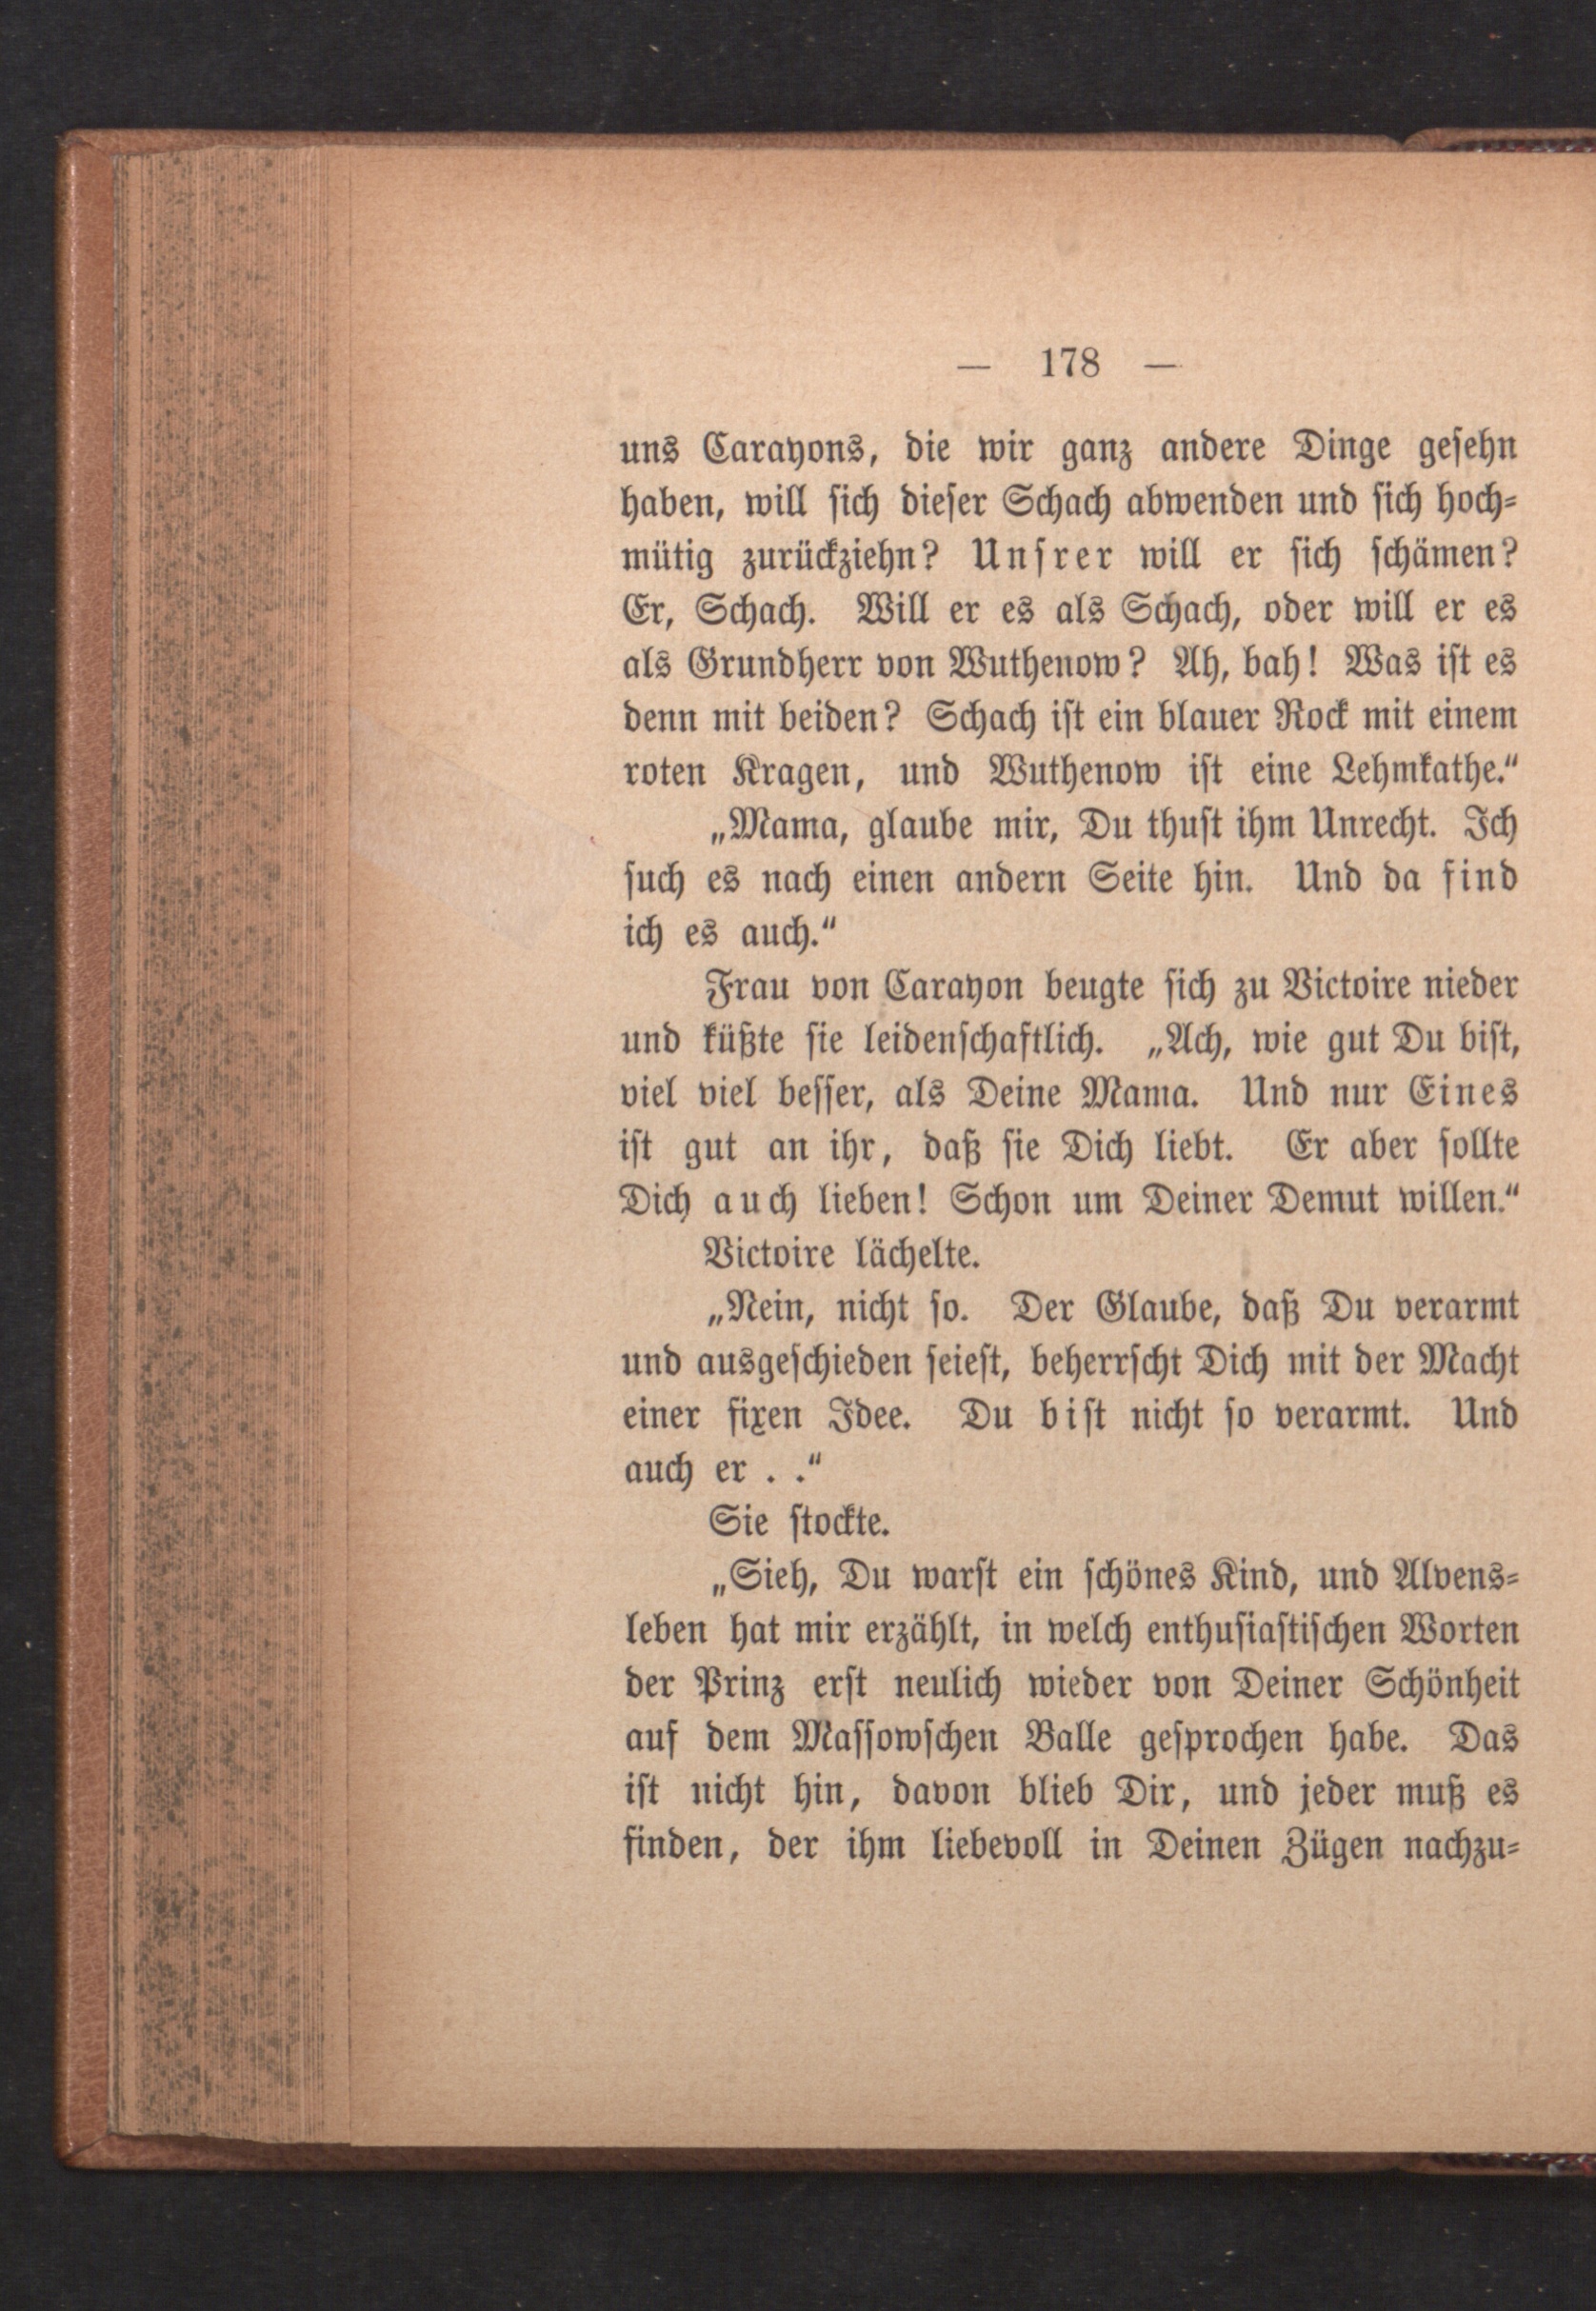 — 178 —
uns Carayons, die wir ganz andere Dinge geſehn
haben, will ſich dieſer Schach abwenden und ſich hoch-
mütig zurückziehn? Unſrer will er ſich ſchämen?
Er, Schach. Will er es als Schach, oder will er es
als Grundherr von Wuthenow? Ah, bah! Was iſt es
denn mit beiden? Schach iſt ein blauer Rock mit einem
roten Kragen, und Wuthenow iſt eine Lehmkathe.“
„Mama, glaube mir, Du thuſt ihm Unrecht. Ich
ſuch es nach einen andern Seite hin. Und da find
ich es auch.“
Frau von Carayon beugte ſich zu Victoire nieder
und küßte ſie leidenſchaftlich. „Ach, wie gut Du biſt,
viel viel beſſer, als Deine Mama. Und nur Eines
iſt gut an ihr, daß ſie Dich liebt. Er aber ſollte
Dich auch lieben! Schon um Deiner Demut willen.“
Victoire lächelte.
„Nein, nicht ſo. Der Glaube, daß Du verarmt
und ausgeſchieden ſeieſt, beherrſcht Dich mit der Macht
einer fixen Idee. Du biſt nicht ſo verarmt. Und
auch er . .“
Sie ſtockte.
„Sieh, Du warſt ein ſchönes Kind, und Alvens-
leben hat mir erzählt, in welch enthuſiaſtiſchen Worten
der Prinz erſt neulich wieder von Deiner Schönheit
auf dem Maſſowſchen Balle geſprochen habe. Das
iſt nicht hin, davon blieb Dir, und jeder muß es
finden, der ihm liebevoll in Deinen Zügen nachzu-